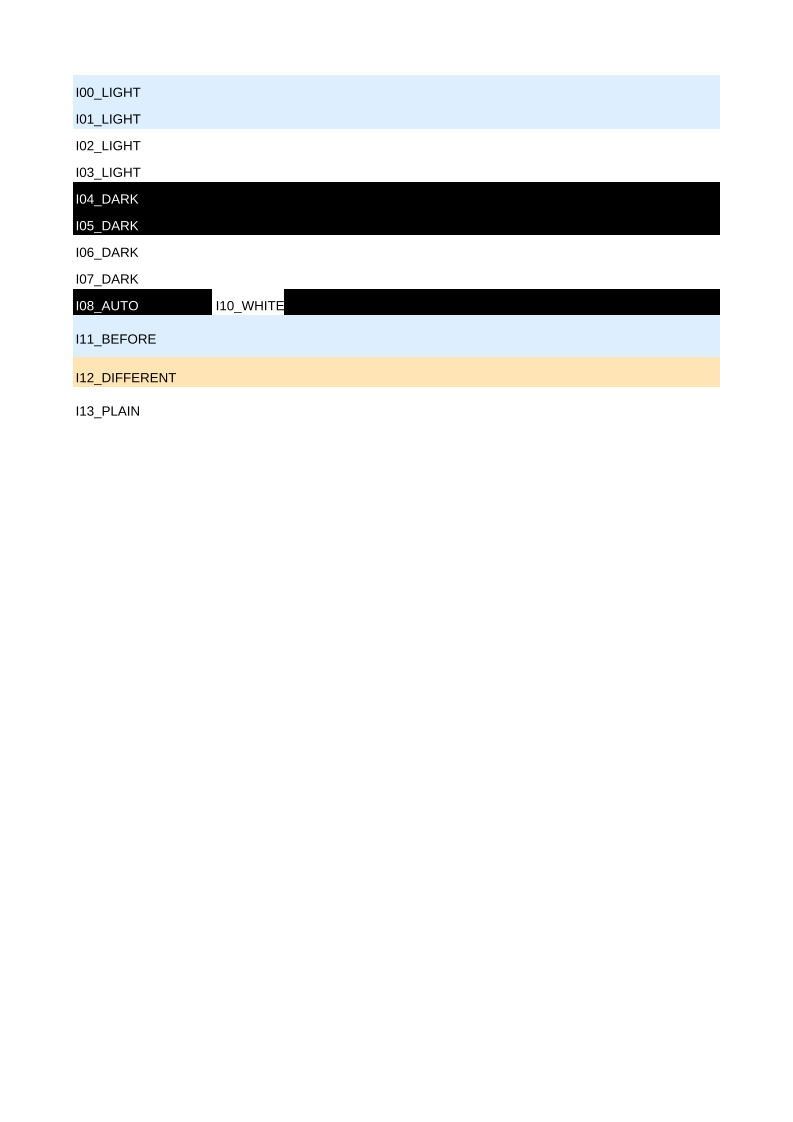 I00_LIGHT
I01_LIGHT
I02_LIGHT
I03_LIGHT
I04_DARK
I05_DARK
I06_DARK
I07_DARK
I08_AUTO I10_WHITE
I11_BEFORE
I12_DIFFERENT
I13_PLAIN